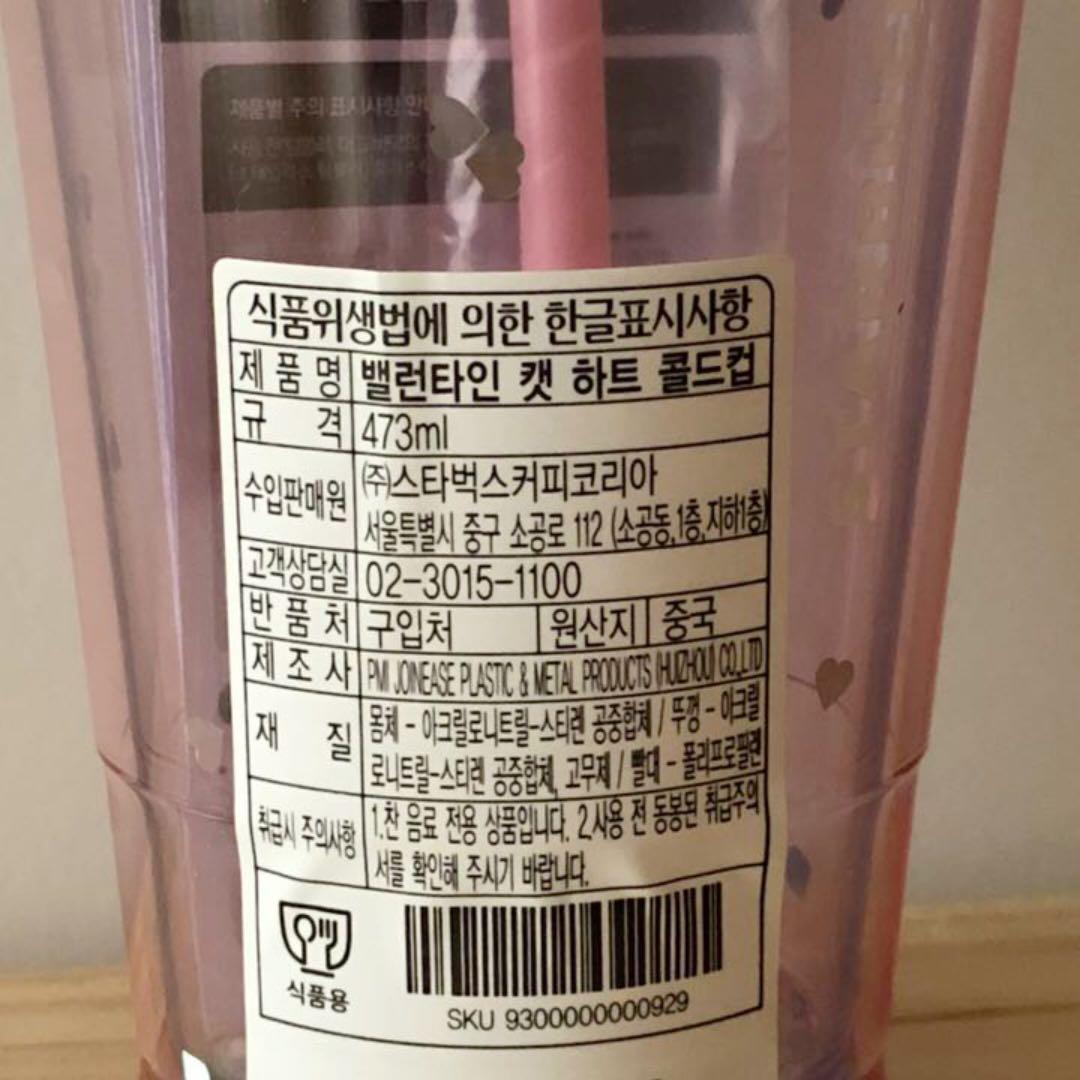 식품위생법에 의한 한글표시사항
제 품 명 밸런타인 캣 하트 콜드컵
규 격 473ml
수입판매원 ㈜스타벅스커피코리아
서울특별시 중구 소공로 112 (소공동,1층,지하1층)
고객상담실 02-3015-1100
반 품 처 구입처 원산지 중국
제 조 사 PMI JOINEASE PLASTIC & METAL PRODUCTS (HUIZHOU) CO.,LTD
재 질 몸체 - 아크릴로니트릴-스티렌 공중합체 / 뚜껑 - 아크릴
로니트릴-스티렌 공중합체, 고무제 / 빨대 - 폴리프로필렌
취급시 주의사항 1.찬 음료 전용 상품입니다. 2.사용 전 동봉된 취급주의
서를 확인해 주시기 바랍니다.
식품용
SKU 9300000000929